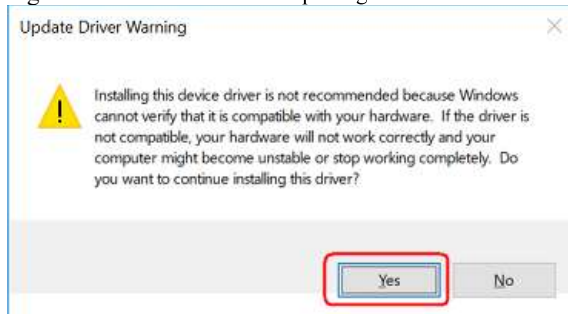 Update Driver Warning
Installing this device driver is not recommended because Windows
cannot verify that it is compatible with your hardware. If the driver is
not compatible, your hardware will not work correctly and your
computer might become unstable or stop working completely. Do
you want to continue installing this driver?
Yes No